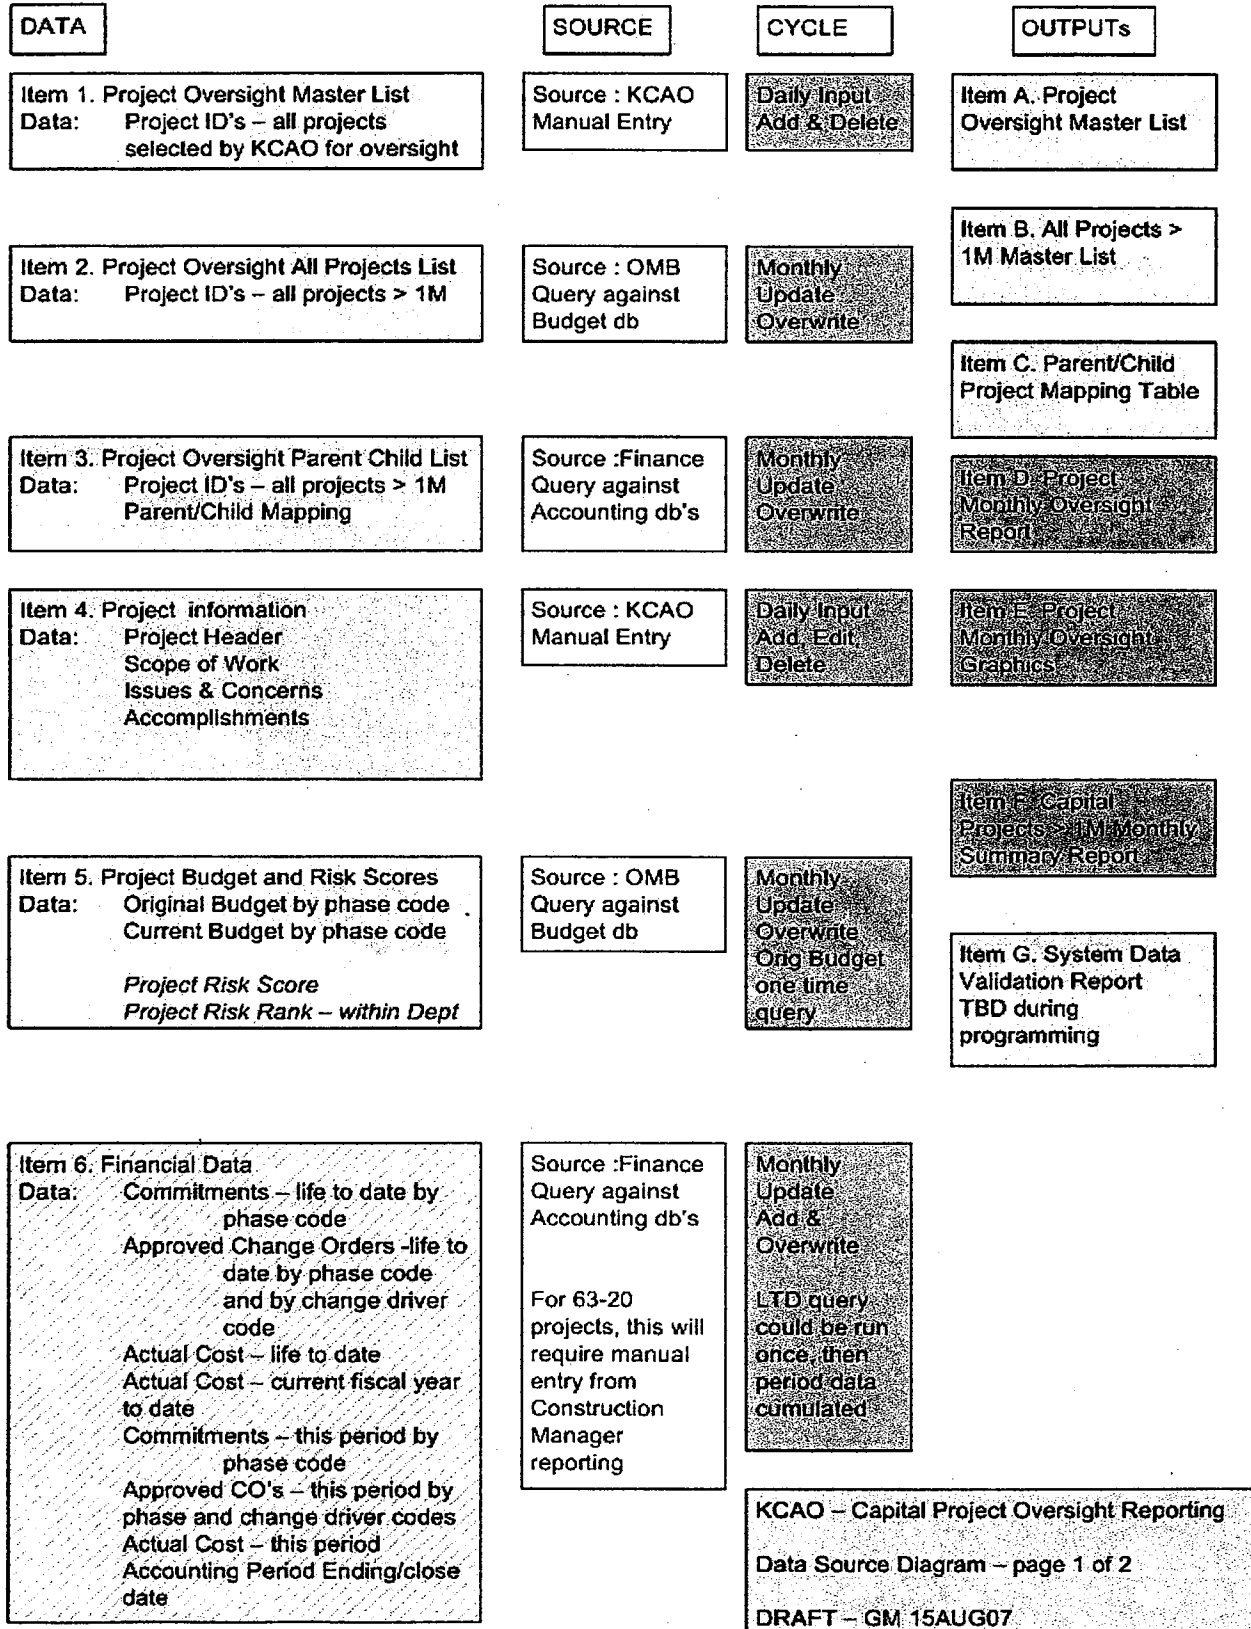 DATA
SOURCE
CYCLE
OUTPUTs
Item 1. Project Oversight Master List
Data: Project ID's – all projects
selected by KCAO for oversight
Source : KCAO
Manual Entry
Daily Input
Add & Delete
Item A. Project
Oversight Master List
Item B. All Projects >
1M Master List
Item 2. Project Oversight All Projects List
Data: Project ID's – all projects > 1M
Source : OMB
Query against
Budget db
Monthly
Update
Overwrite
Item C. Parent/Child
Project Mapping Table
Item 3. Project Oversight Parent Child List
Data: Project ID's – all projects > 1M
Parent/Child Mapping
Source :Finance
Query against
Accounting db's
Monthly
Update
Overwrite
Item D. Project
Monthly Oversight
Report
Item 4. Project information
Data: Project Header
Scope of Work
Issues & Concerns
Accomplishments
Source : KCAO
Manual Entry
Daily Input
Add, Edit,
Delete
Item E. Project
Monthly Oversight
Graphics
Item F. Capital
Projects > 1M Monthly
Summary Report
Item 5. Project Budget and Risk Scores
Data: Original Budget by phase code
Current Budget by phase code
Project Risk Score
Project Risk Rank – within Dept
Source : OMB
Query against
Budget db
Monthly
Update
Overwrite
Orig Budget
one time
query
Item G. System Data
Validation Report
TBD during
programming
Item 6. Financial Data
Data: Commitments – life to date by
phase code
Approved Change Orders -life to
date by phase code
and by change driver
code
Actual Cost – life to date
Actual Cost – current fiscal year
to date
Commitments – this period by
phase code
Approved CO's – this period by
phase and change driver codes
Actual Cost – this period
Accounting Period Ending/close
date
Source :Finance
Query against
Accounting db's
For 63-20
projects, this will
require manual
entry from
Construction
Manager
reporting
Monthly
Update
Add &
Overwrite
LTD query
could be run
once, then
period data
cumulated
KCAO – Capital Project Oversight Reporting
Data Source Diagram – page 1 of 2
DRAFT – GM 15AUG07